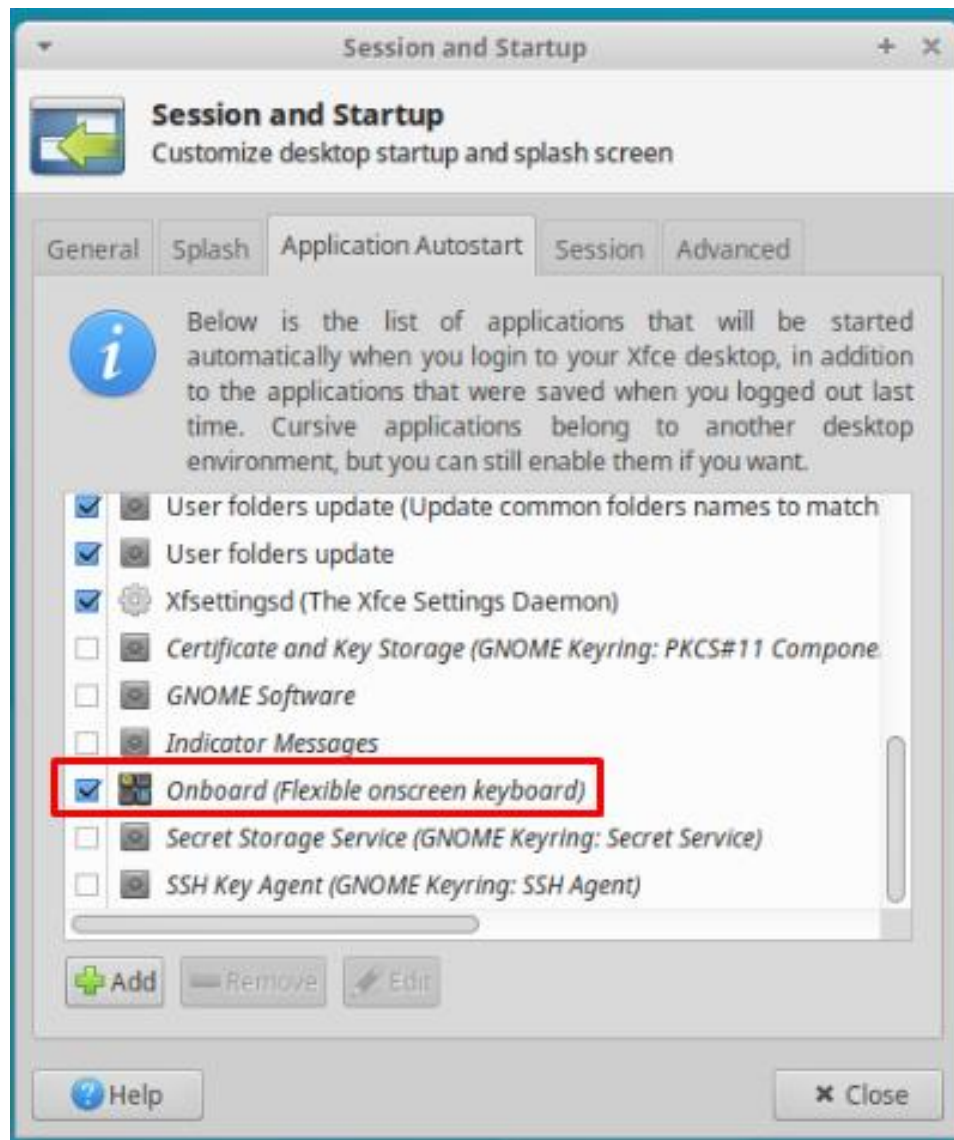 Session and Startup
Session and Startup
Customize desktop startup and splash screen
General Splash Application Autostart Session Advanced
Below is the list of applications that will be started
automatically when you login to your Xfce desktop, in addition
to the applications that were saved when you logged out last
time. Cursive applications belong to another desktop
environment, but you can still enable them if you want.
User folders update (Update common folders names to match
User folders update
Xfsettingsd (The Xfce Settings Daemon)
Certificate and Key Storage (GNOME Keyring: PKCS#11 Compone
GNOME Software
Indicator Messages
Onboard (Flexible onscreen keyboard)
Secret Storage Service (GNOME Keyring: Secret Service)
SSH Key Agent (GNOME Keyring: SSH Agent)
Add Remove Edit
Help Close